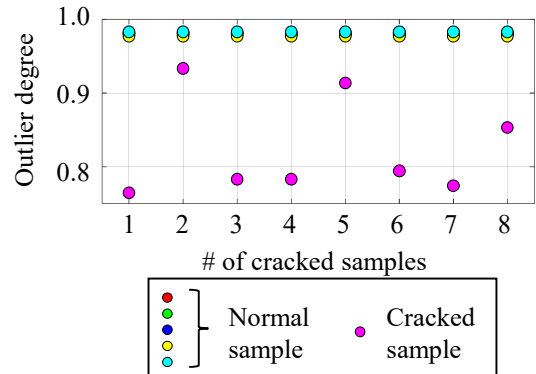 1.0
0.9
0.8
Outlier degree
1 2 3 4 5 6 7 8
# of cracked samples
Normal
sample
Cracked
sample